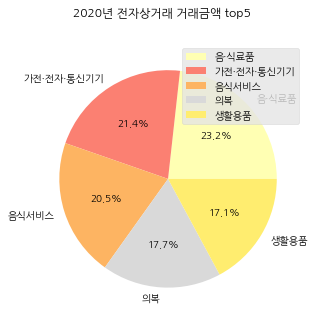 2020년 전자상거래 거래금액 top5
음·식료품
가전·전자·통신기기
음식서비스
의복
생활용품
음·식료품
23.2%
가전·전자·통신기기
21.4%
음식서비스
20.5%
의복
17.7%
생활용품
17.1%